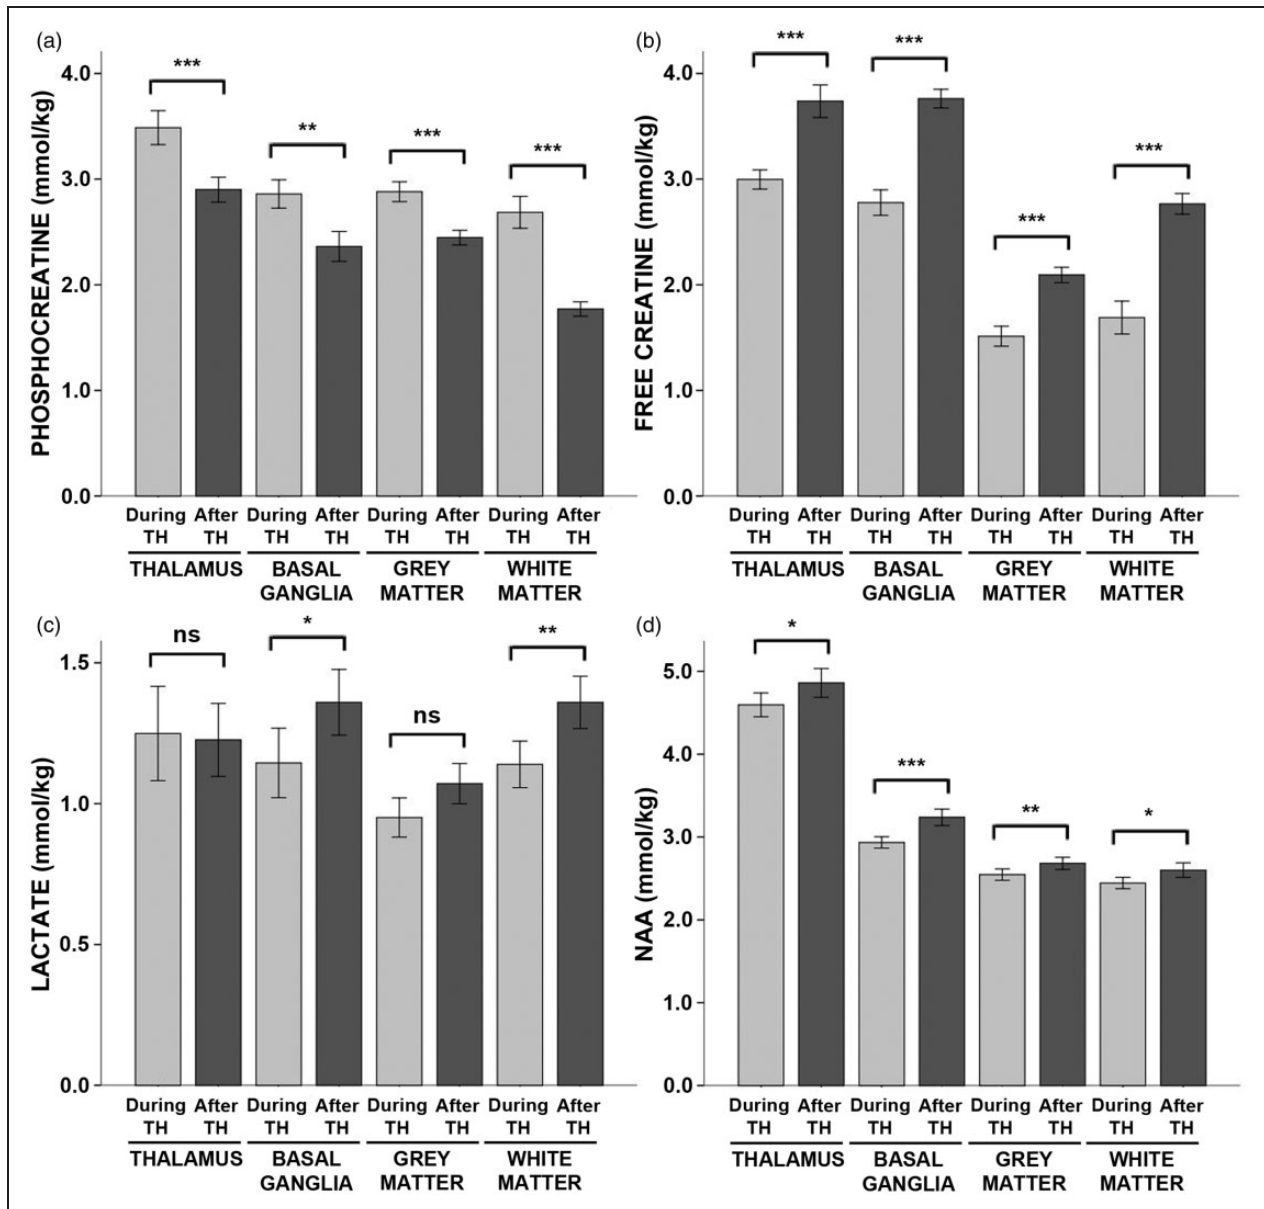 (a)
PHOSPHOCREATINE (mmol/kg)
4.0
3.0
2.0
1.0
0.0
***
**
***
***
During After During After During After During After
TH TH TH TH TH TH TH TH
THALAMUS BASAL GREY WHITE
GANGLIA MATTER MATTER
(b)
FREE CREATINE (mmol/kg)
4.0
3.0
2.0
1.0
0.0
***
***
***
***
During After During After During After During After
TH TH TH TH TH TH TH TH
THALAMUS BASAL GREY WHITE
GANGLIA MATTER MATTER
(c)
LACTATE (mmol/kg)
1.5
1.0
0.5
0.0
ns
*
ns
**
During After During After During After During After
TH TH TH TH TH TH TH TH
THALAMUS BASAL GREY WHITE
GANGLIA MATTER MATTER
(d)
NAA (mmol/kg)
5.0
4.0
3.0
2.0
1.0
0.0
*
***
**
*
During After During After During After During After
TH TH TH TH TH TH TH TH
THALAMUS BASAL GREY WHITE
GANGLIA MATTER MATTER